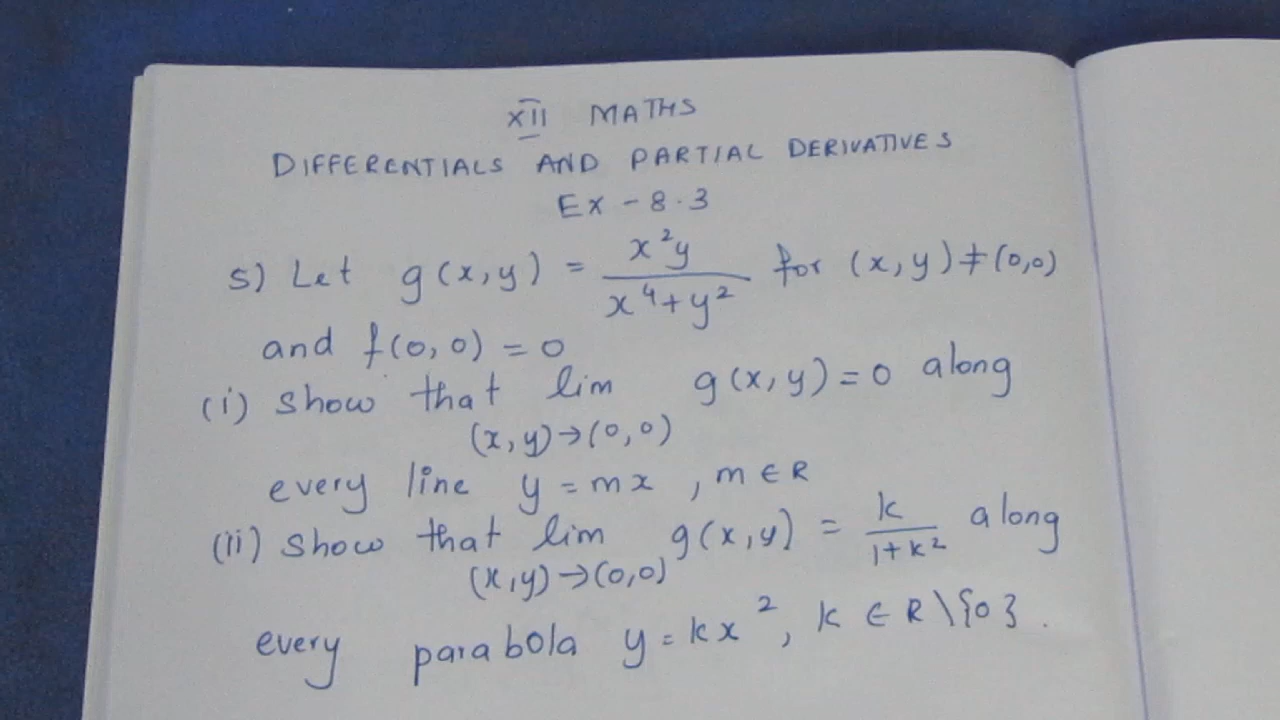 XII MATHS
DIFFERENTIALS AND PARTIAL DERIVATIVES
Ex - 8.3
5) Let g(x,y) = x²y / x⁴+y² for (x,y) ≠ (0,0)
and f(0,0) = 0
(i) Show that lim g(x,y) = 0 along
(x,y)→(0,0)
every line y = mx , m ∈ R
(ii) Show that lim g(x,y) = k / 1+k² along
(x,y)→(0,0)
every parabola y = kx², k ∈ R\{0}.